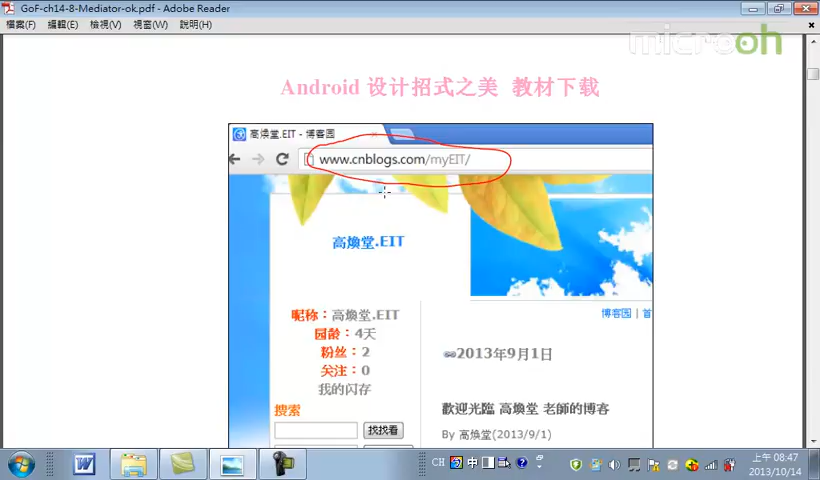 GoF-ch14-8-Mediator-ok.pdf - Adobe Reader
檔案(F) 編輯(E) 檢視(V) 視窗(W) 說明(H)
microoh
Android 设计招式之美 教材下载
高煥堂.EIT - 博客园
www.cnblogs.com/myEIT/
高煥堂.EIT
博客园 | 首
昵称：高煥堂.EIT
园龄：4天
粉丝：2
关注：0
我的闪存
搜索
找找看
2013年9月1日
歡迎光臨 高煥堂 老師的博客
By 高煥堂(2013/9/1)
CH 中
上午 08:47
2013/10/14